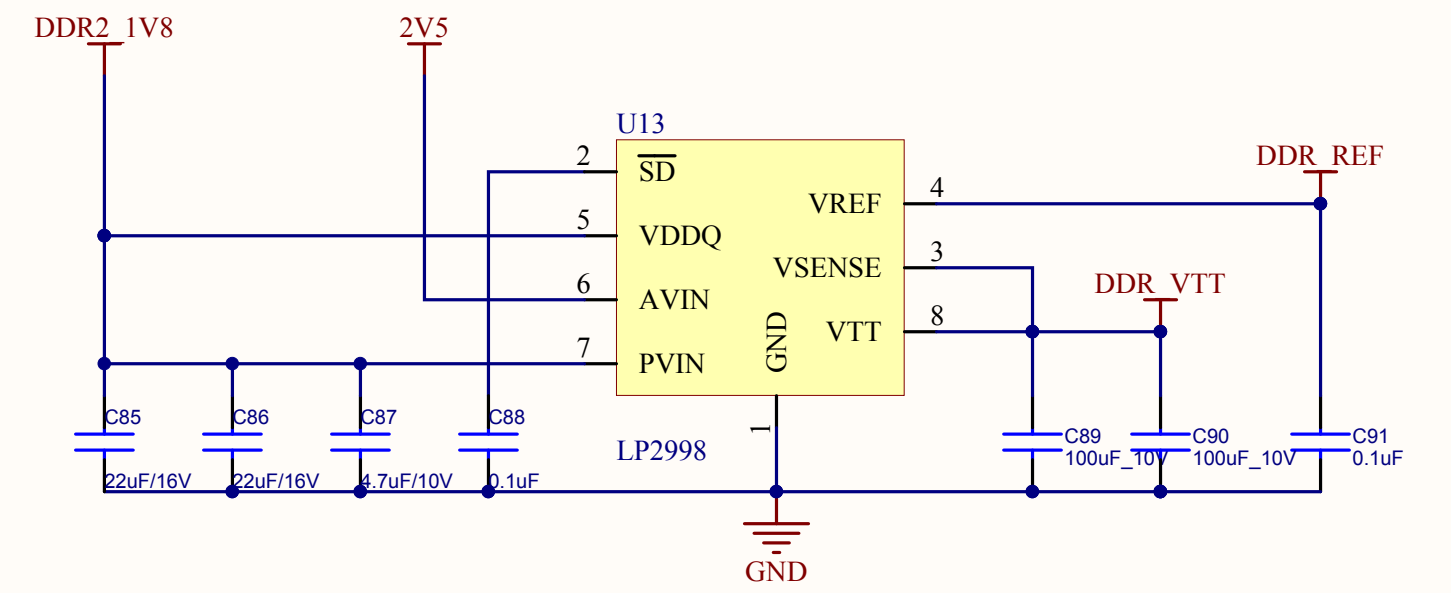 DDR2_1V8
2V5
U13
2
SD
5
VDDQ
6
AVIN
7
PVIN
VREF
4
VSENSE
3
VTT
8
GND
1
LP2998
DDR_REF
DDR_VTT
C85
22uF/16V
C86
22uF/16V
C87
4.7uF/10V
C88
0.1uF
C89
100uF_10V
C90
100uF_10V
C91
0.1uF
GND